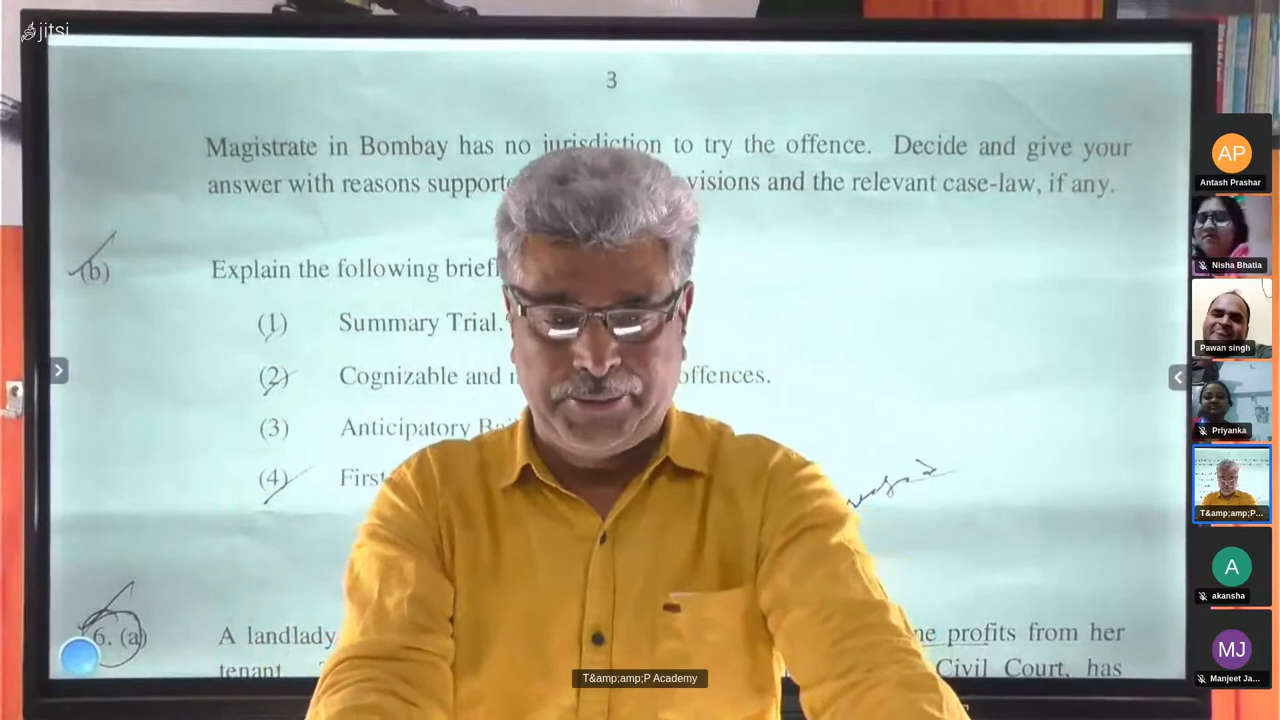 jitsi
3
Magistrate in Bombay has no jurisdiction to try the offence. Decide and give your
answer with reasons visions and the relevant case-law, if any.
(b) Explain the following
(1) Summary Trial.
(2) Cognizable and offences.
(3) Anticipatory
(4) First
6. (a) A landlady profits from her
tenant. Civil Court, has
AP
Antash Prashar
Nisha Bhatia
Pawan singh
Priyanka
T&amp;amp;P...
A
akansha
MJ
Manjeet Ja...
T&amp;amp;P Academy